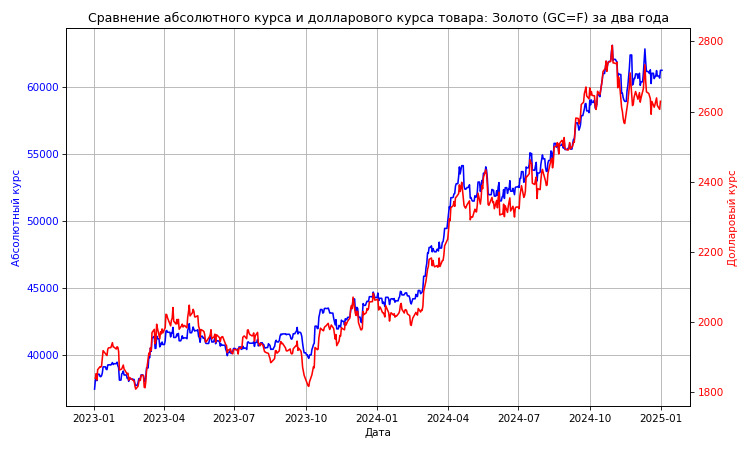 Сравнение абсолютного курса и долларового курса товара: Золото (GC=F) за два года
Абсолютный курс
60000
55000
50000
45000
40000
2800
2600
2400
2200
2000
1800
Долларовый курс
2023-01 2023-04 2023-07 2023-10 2024-01 2024-04 2024-07 2024-10 2025-01
Дата